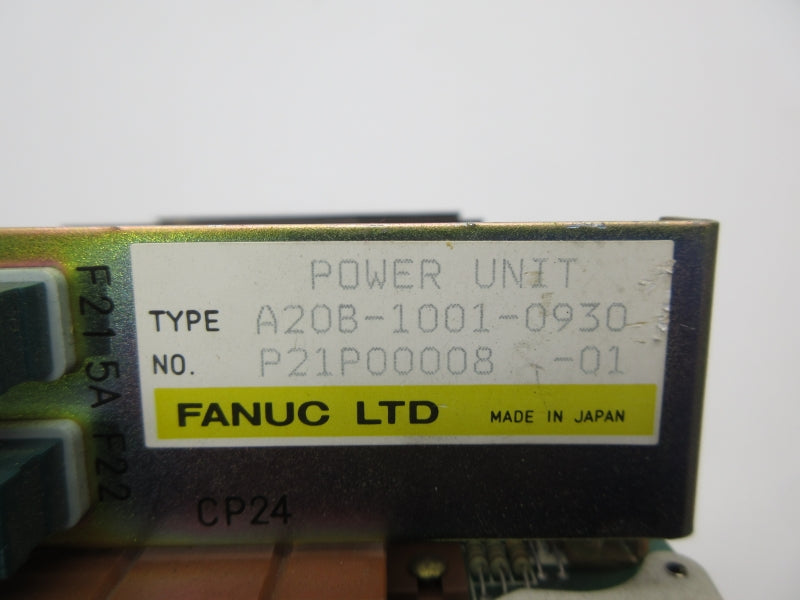 POWER UNIT
TYPE A20B-1001-0930
NO. P21P00008 -01
FANUC LTD MADE IN JAPAN
F21 5A F22
CP24